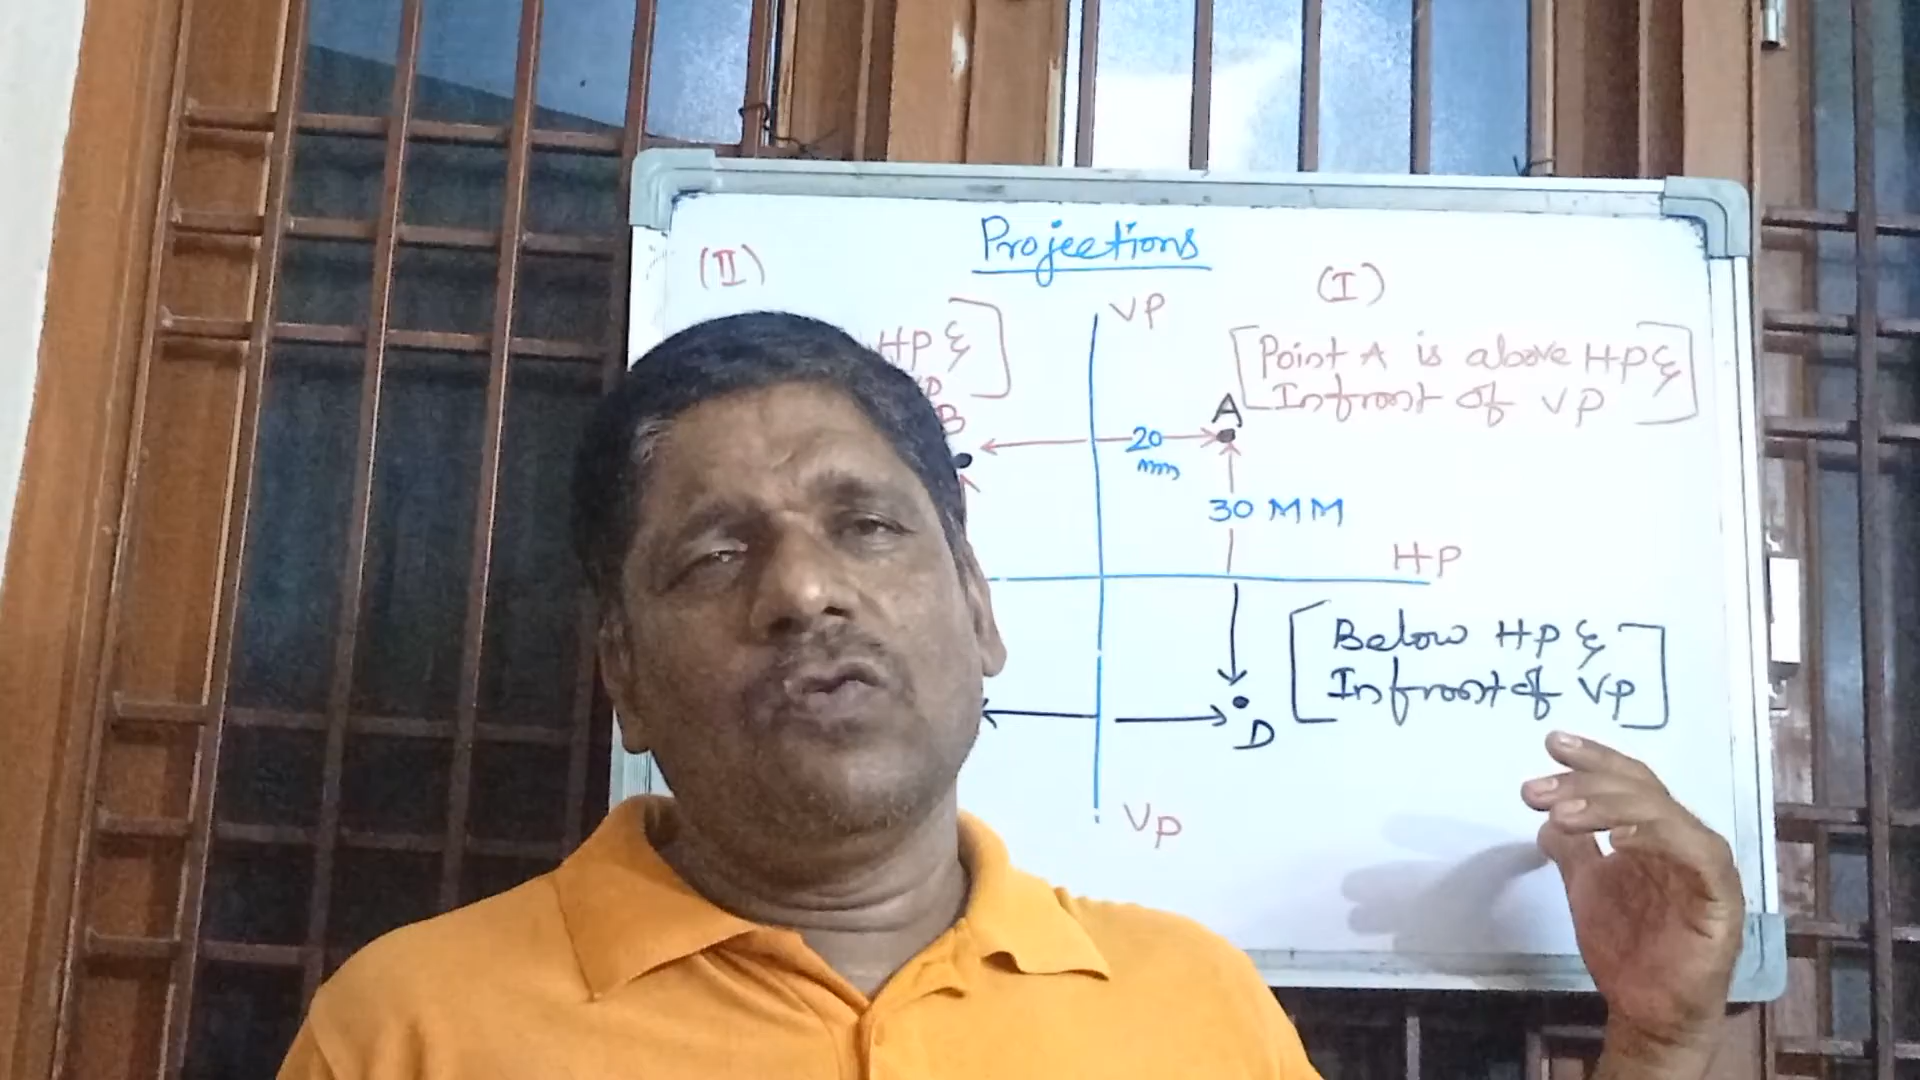 Projections
(II)
(I)
VP
HP &
Point A is above HP &
Infront of VP
B
A
20
mm
30 MM
HP
Below HP &
Infront of VP
D
VP